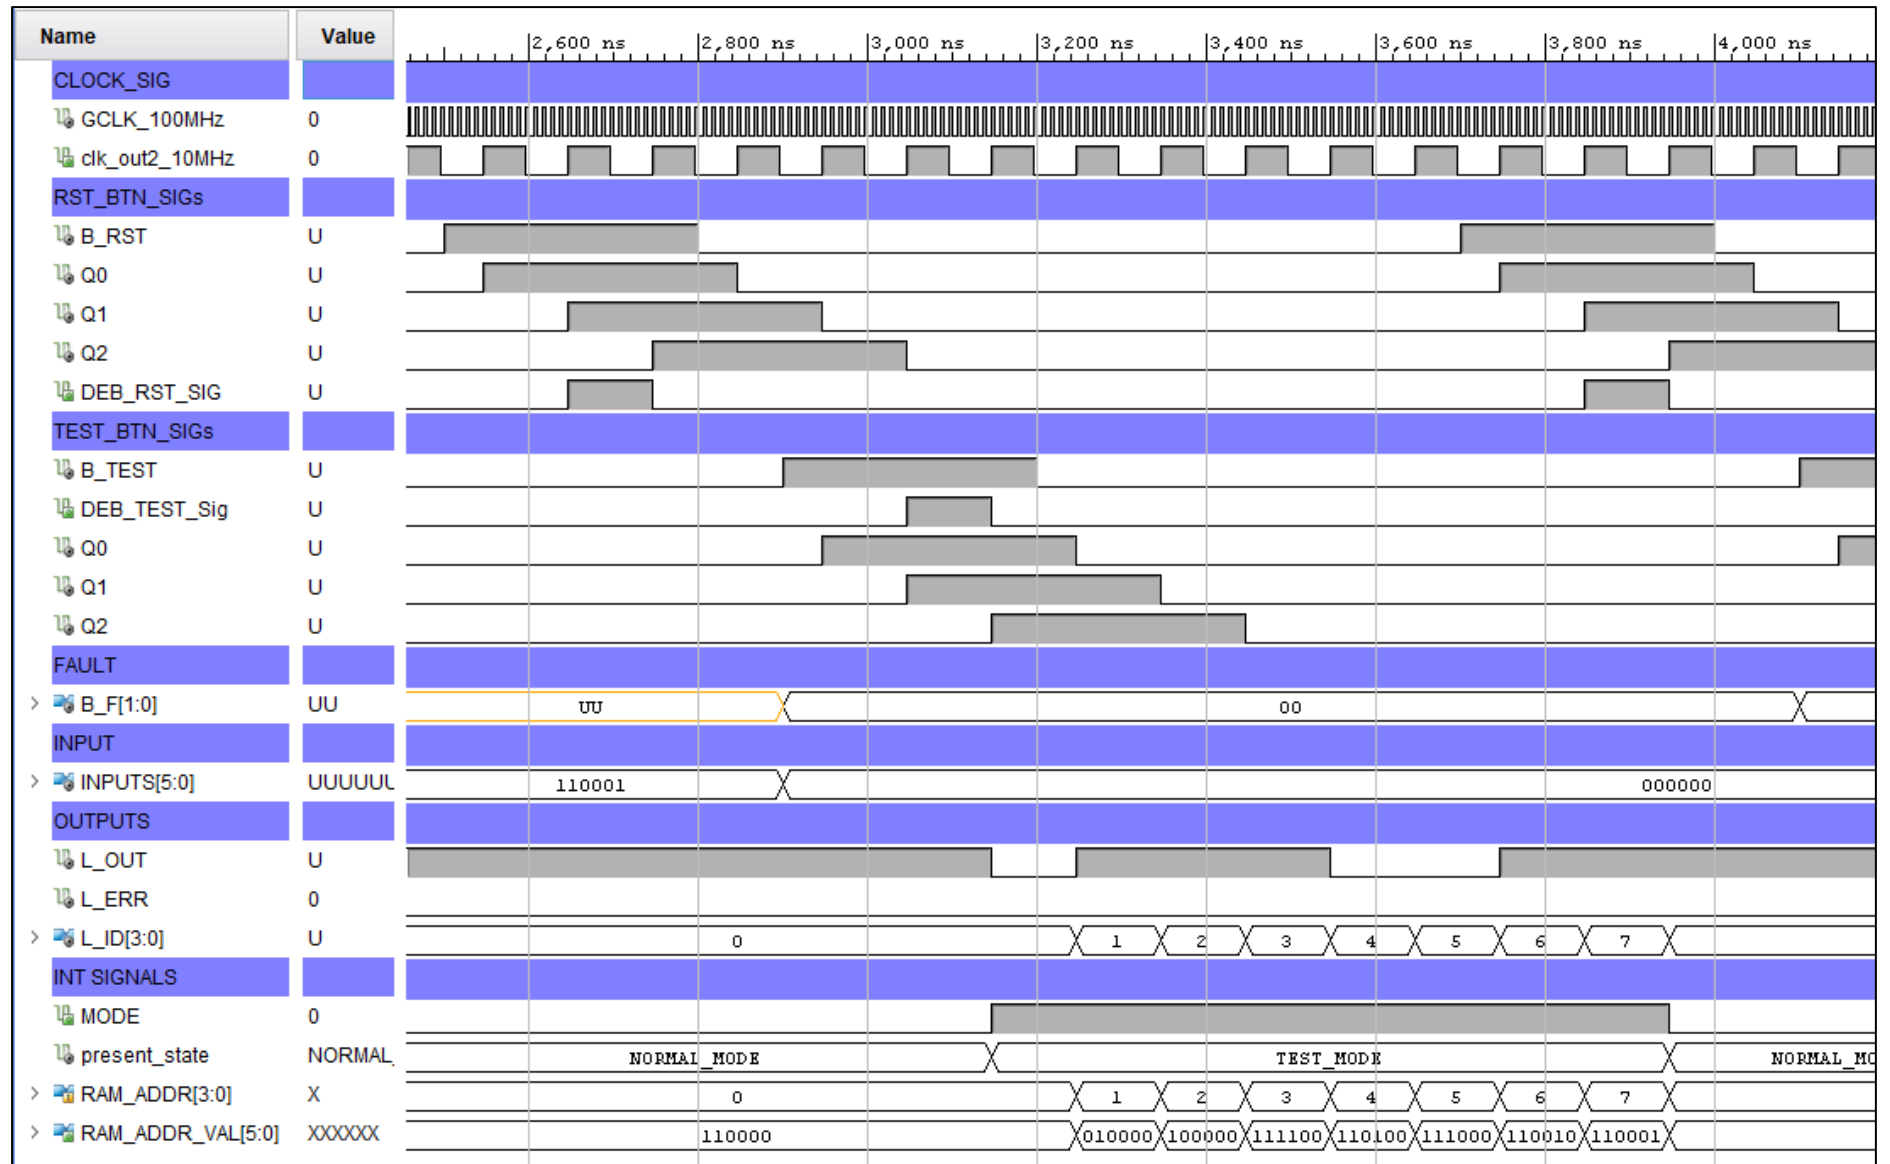 Name Value 2,600 ns 2,800 ns 3,000 ns 3,200 ns 3,400 ns 3,600 ns 3,800 ns 4,000 ns
CLOCK_SIG
GCLK_100MHz 0
clk_out2_10MHz 0
RST_BTN_SIGs
B_RST U
Q0 U
Q1 U
Q2 U
DEB_RST_SIG U
TEST_BTN_SIGs
B_TEST U
DEB_TEST_Sig U
Q0 U
Q1 U
Q2 U
FAULT
B_F[1:0] UU UU 00
INPUT
INPUTS[5:0] UUUUUU 110001 000000
OUTPUTS
L_OUT U
L_ERR 0
L_ID[3:0] U 0 1 2 3 4 5 6 7
INT SIGNALS
MODE 0
present_state NORMAL_ NORMAL_MODE TEST_MODE NORMAL_MO
RAM_ADDR[3:0] X 0 1 2 3 4 5 6 7
RAM_ADDR_VAL[5:0] XXXXXX 110000 010000 100000 111100 110100 111000 110010 110001